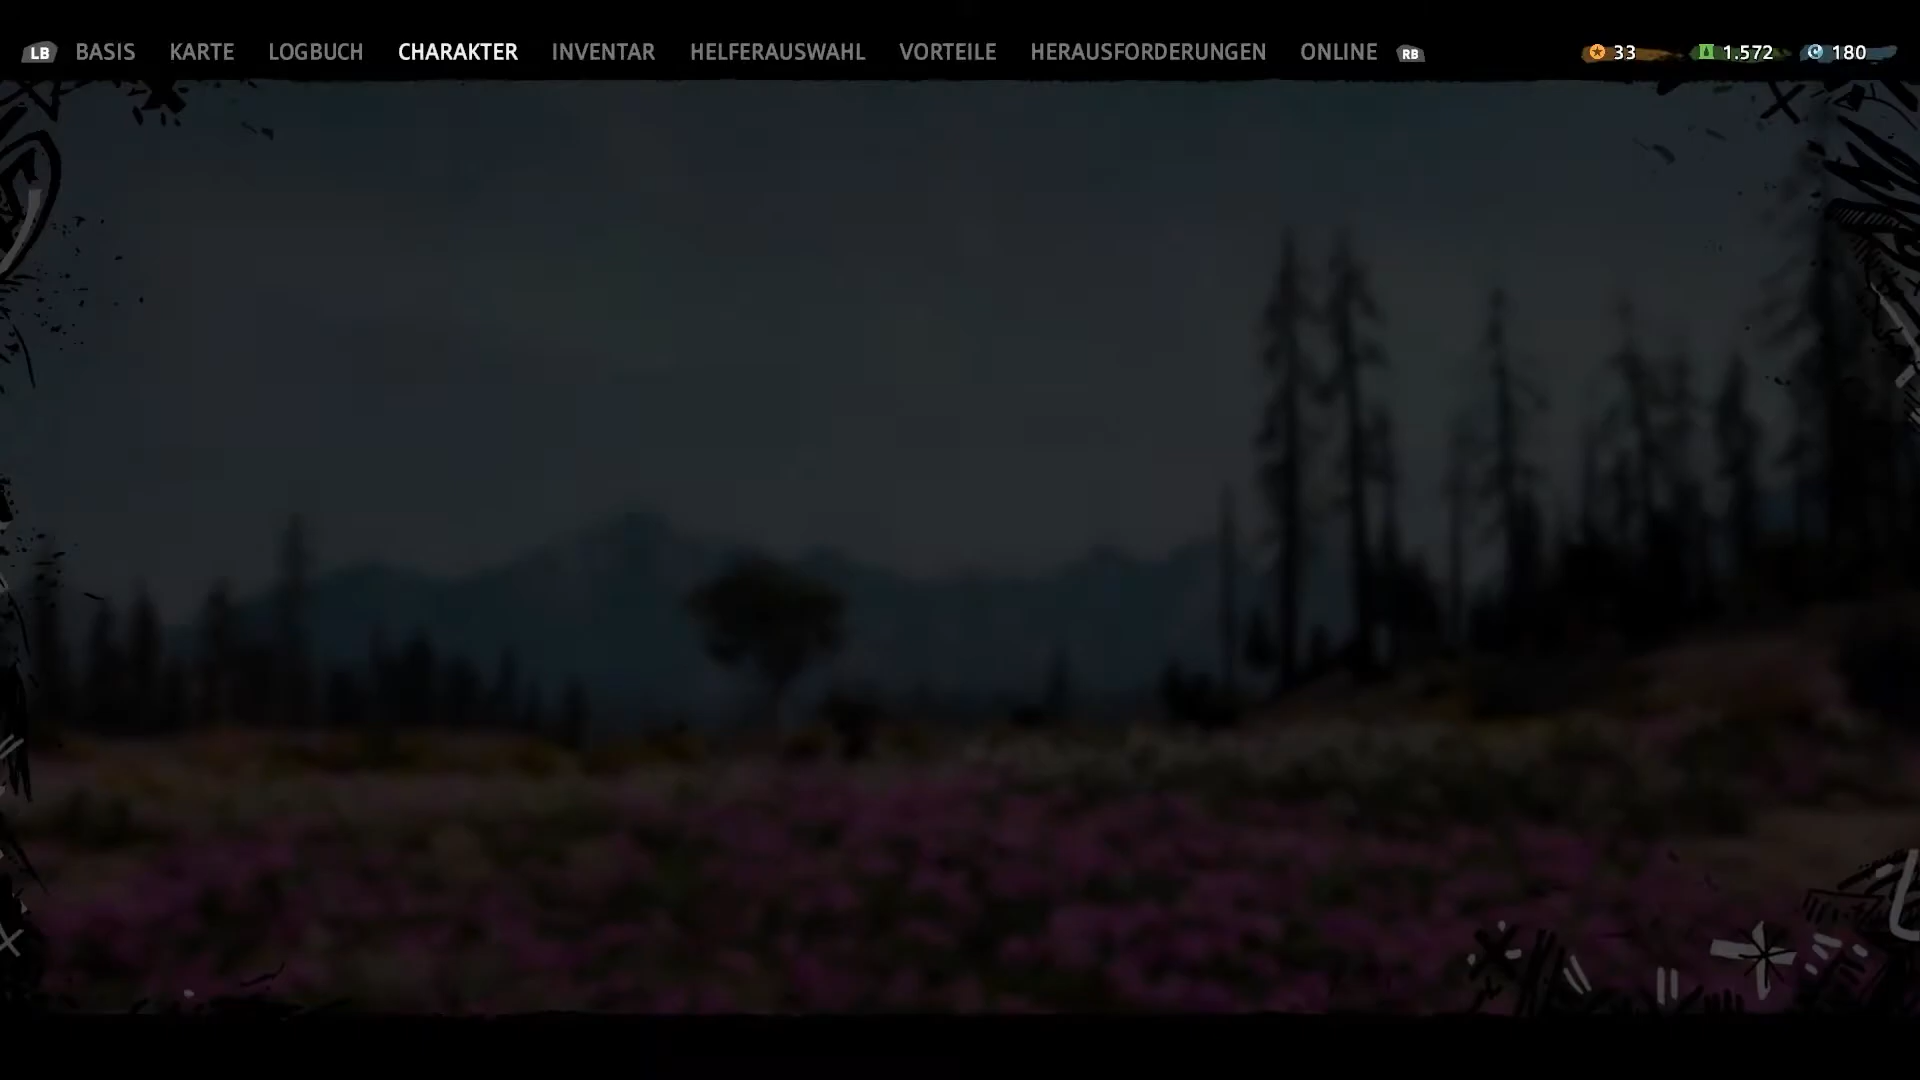 LB BASIS KARTE LOGBUCH CHARAKTER INVENTAR HELFERAUSWAHL VORTEILE HERAUSFORDERUNGEN ONLINE RB 33 1.572 180